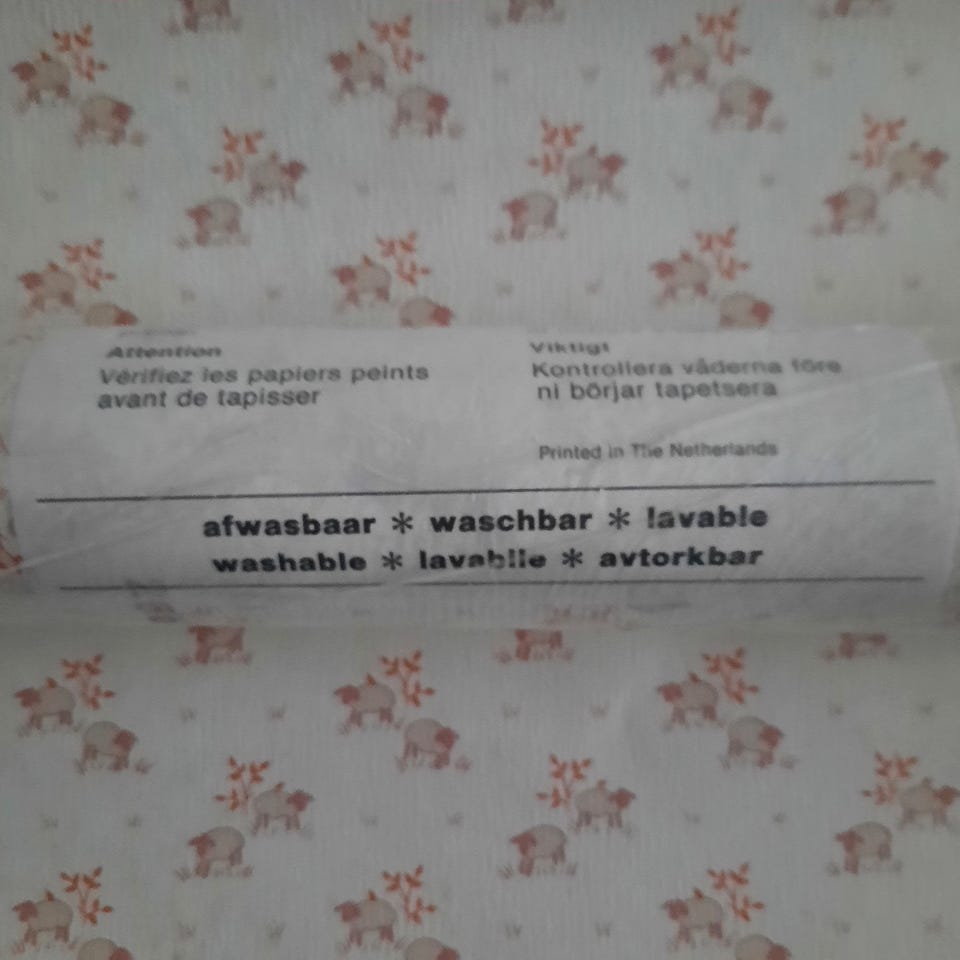 Attention
Vérifiez les papiers peints
avant de tapisser
Viktigt
Kontrollera våderna före
ni börjar tapetsera
Printed in The Netherlands
afwasbaar * waschbar * lavable
washable * lavabile * avtorkbar